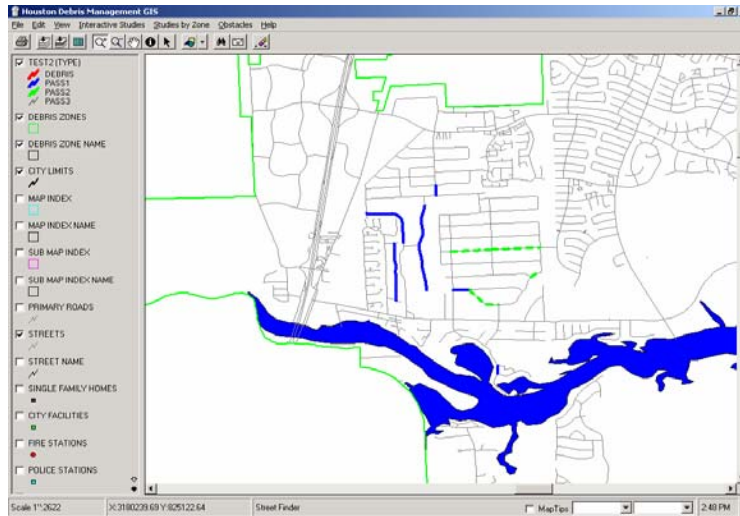 Houston Debris Management GIS
File Edit View Interactive Studies Studies by Zone Obstacles Help
TEST2 (TYPE)
DEBRIS
PASS1
PASS2
PASS3
DEBRIS ZONES
DEBRIS ZONE NAME
CITY LIMITS
MAP INDEX
MAP INDEX NAME
SUB MAP INDEX
SUB MAP INDEX NAME
PRIMARY ROADS
STREETS
STREET NAME
SINGLE FAMILY HOMES
CITY FACILITIES
FIRE STATIONS
POLICE STATIONS
Scale 1":2622 X:3180239.69 Y:825122.64 Street Finder MapTips 2:48 PM